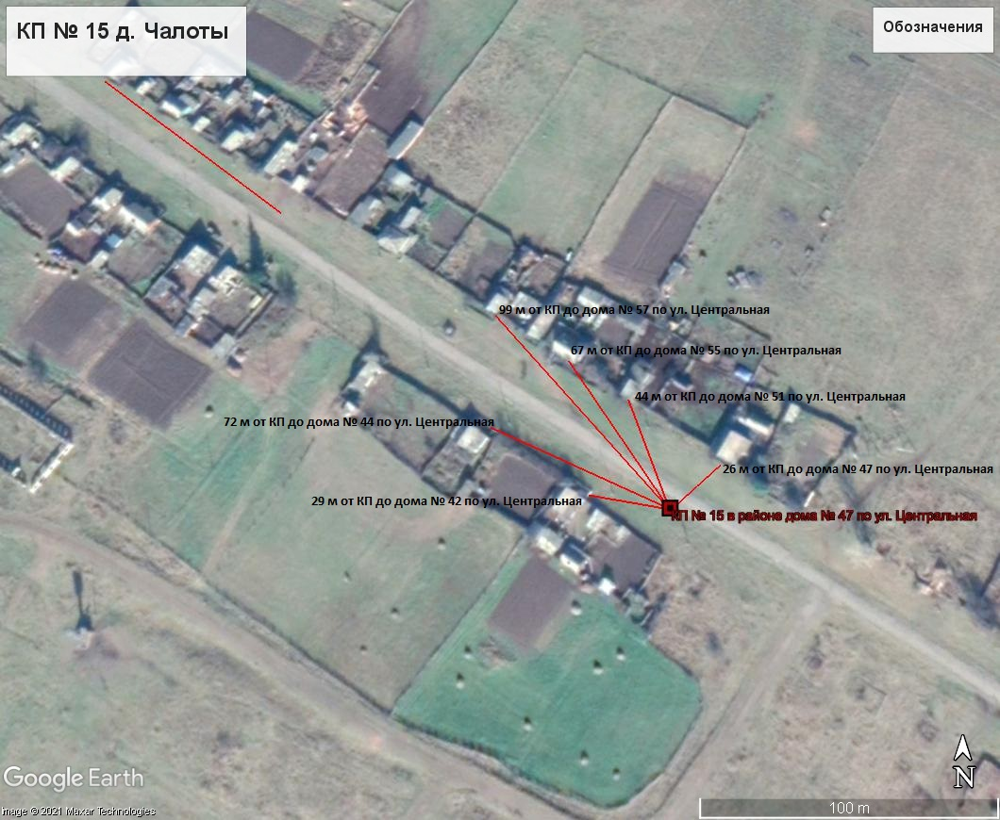 КП № 15 д. Чалоты
Обозначения
99 м от КП до дома № 57 по ул. Центральная
67 м от КП до дома № 55 по ул. Центральная
44 м от КП до дома № 51 по ул. Центральная
72 м от КП до дома № 44 по ул. Центральная
26 м от КП до дома № 47 по ул. Центральная
29 м от КП до дома № 42 по ул. Центральная
КП № 15 в районе дома № 47 по ул. Центральная
N
Google Earth
100 m
Image © 2021 Maxar Technologies